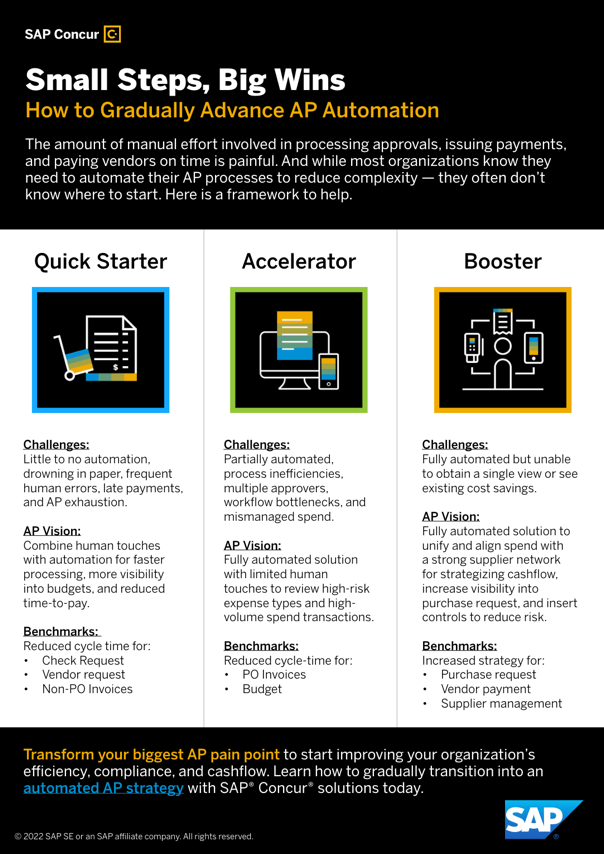 SAP Concur C
Small Steps, Big Wins
How to Gradually Advance AP Automation
The amount of manual effort involved in processing approvals, issuing payments,
and paying vendors on time is painful. And while most organizations know they
need to automate their AP processes to reduce complexity — they often don't
know where to start. Here is a framework to help.
Quick Starter
$
Challenges:
Little to no automation,
drowning in paper, frequent
human errors, late payments,
and AP exhaustion.
AP Vision:
Combine human touches
with automation for faster
processing, more visibility
into budgets, and reduced
time-to-pay.
Benchmarks:
Reduced cycle time for:
• Check Request
• Vendor request
• Non-PO Invoices
Accelerator
Challenges:
Partially automated,
process inefficiencies,
multiple approvers,
workflow bottlenecks, and
mismanaged spend.
AP Vision:
Fully automated solution
with limited human
touches to review high-risk
expense types and high-
volume spend transactions.
Benchmarks:
Reduced cycle-time for:
• PO Invoices
• Budget
Booster
Challenges:
Fully automated but unable
to obtain a single view or see
existing cost savings.
AP Vision:
Fully automated solution to
unify and align spend with
a strong supplier network
for strategizing cashflow,
increase visibility into
purchase request, and insert
controls to reduce risk.
Benchmarks:
Increased strategy for:
• Purchase request
• Vendor payment
• Supplier management
Transform your biggest AP pain point to start improving your organization's
efficiency, compliance, and cashflow. Learn how to gradually transition into an
automated AP strategy with SAP® Concur® solutions today.
SAP®
© 2022 SAP SE or an SAP affiliate company. All rights reserved.